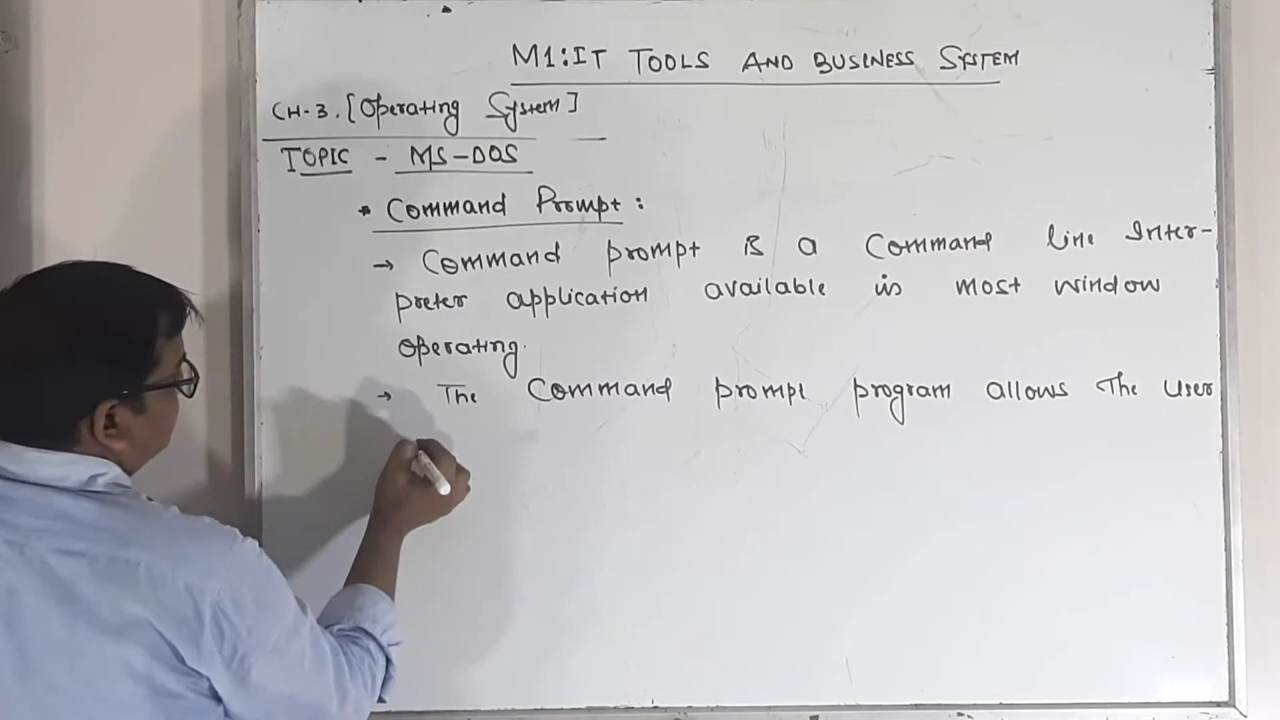 M1:IT TOOLS AND BUSINESS SYSTEM
CH-3. [Operating System]
TOPIC - MS-DOS
* Command Prompt :
→ Command prompt is a Command line Inter-
preter application available in most window
operating.
→ The Command prompt program allows The User